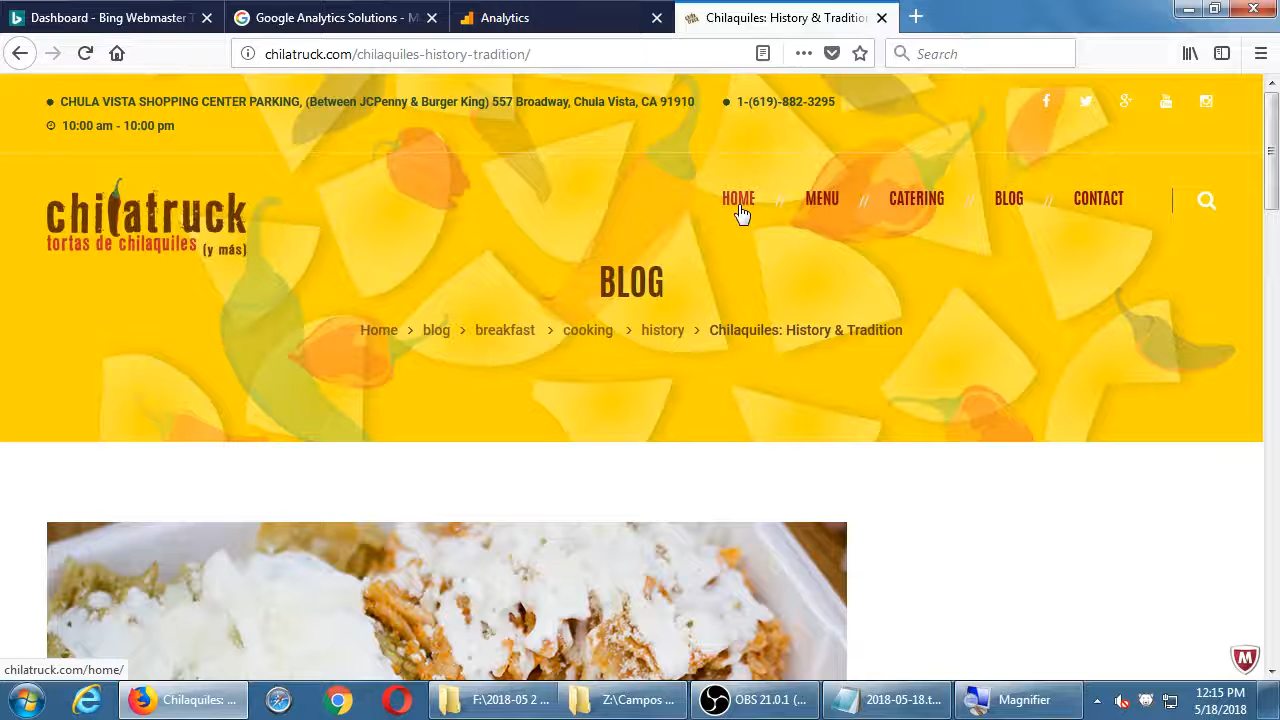 Dashboard - Bing Webmaster T
Google Analytics Solutions - M
Analytics
Chilaquiles: History & Traditio
chilatruck.com/chilaquiles-history-tradition/
Search
CHULA VISTA SHOPPING CENTER PARKING, (Between JCPenny & Burger King) 557 Broadway, Chula Vista, CA 91910
1-(619)-882-3295
10:00 am - 10:00 pm
chilatruck
tortas de chilaquiles (y más)
HOME // MENU // CATERING // BLOG // CONTACT
BLOG
Home > blog > breakfast > cooking > history > Chilaquiles: History & Tradition
chilatruck.com/home/
Chilaquiles: ...
F:\2018-05 2 ...
Z:\Campos ...
OBS 21.0.1 (...
2018-05-18.t...
Magnifier
12:15 PM
5/18/2018